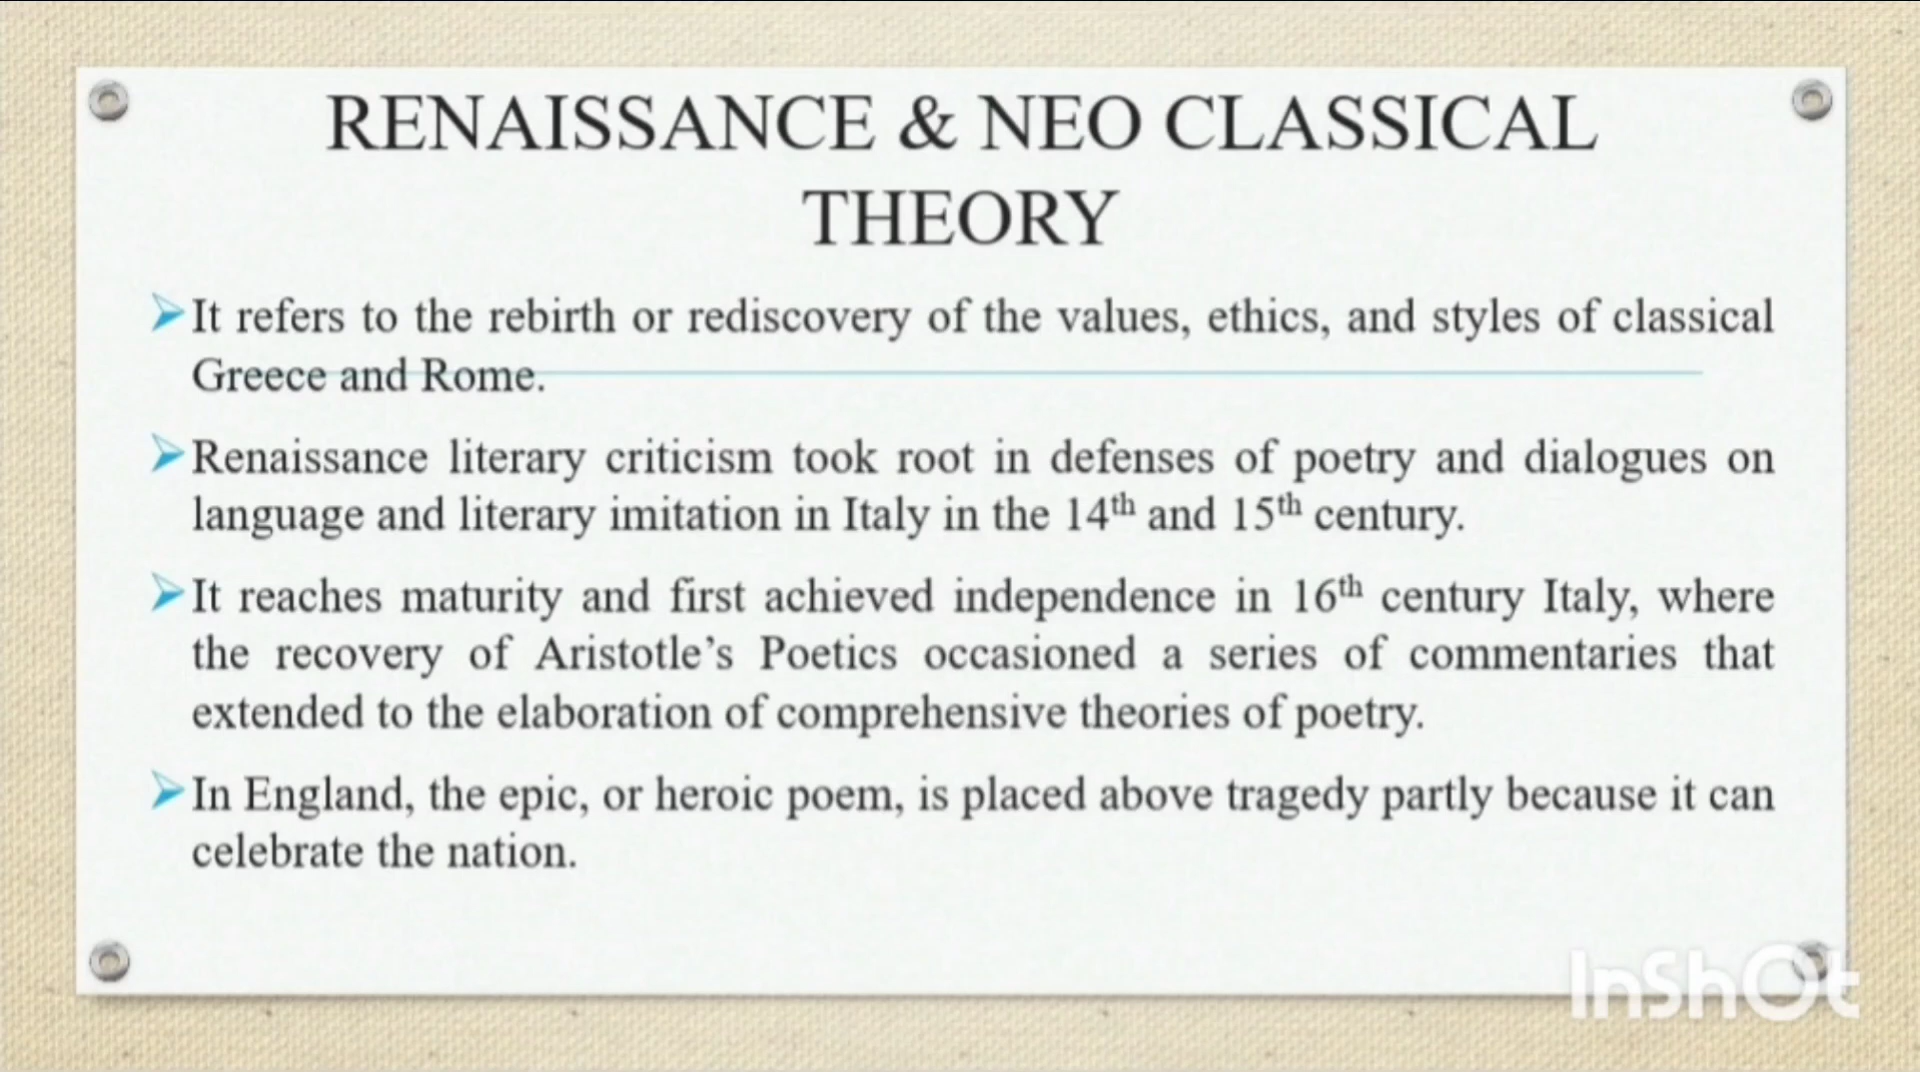 RENAISSANCE & NEO CLASSICAL
THEORY
It refers to the rebirth or rediscovery of the values, ethics, and styles of classical
Greece and Rome.
Renaissance literary criticism took root in defenses of poetry and dialogues on
language and literary imitation in Italy in the 14th and 15th century.
It reaches maturity and first achieved independence in 16th century Italy, where
the recovery of Aristotle’s Poetics occasioned a series of commentaries that
extended to the elaboration of comprehensive theories of poetry.
In England, the epic, or heroic poem, is placed above tragedy partly because it can
celebrate the nation.
InShOt